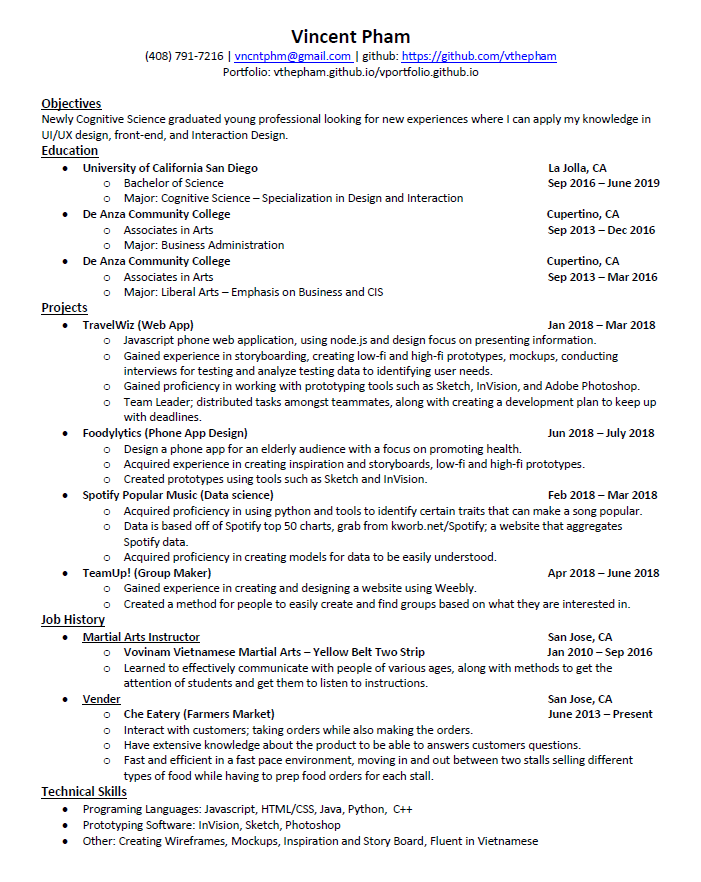 Vincent Pham
(408) 791-7216 | vncntphm@gmail.com | github: https://github.com/vthepham
Portfolio: vthepham.github.io/vportfolio.github.io
Objectives
Newly Cognitive Science graduated young professional looking for new experiences where I can apply my knowledge in
UI/UX design, front-end, and Interaction Design.
Education
• University of California San Diego La Jolla, CA
o Bachelor of Science Sep 2016 – June 2019
o Major: Cognitive Science – Specialization in Design and Interaction
• De Anza Community College Cupertino, CA
o Associates in Arts Sep 2013 – Dec 2016
o Major: Business Administration
• De Anza Community College Cupertino, CA
o Associates in Arts Sep 2013 – Mar 2016
o Major: Liberal Arts – Emphasis on Business and CIS
Projects
• TravelWiz (Web App) Jan 2018 – Mar 2018
o Javascript phone web application, using node.js and design focus on presenting information.
o Gained experience in storyboarding, creating low-fi and high-fi prototypes, mockups, conducting
interviews for testing and analyze testing data to identifying user needs.
o Gained proficiency in working with prototyping tools such as Sketch, InVision, and Adobe Photoshop.
o Team Leader; distributed tasks amongst teammates, along with creating a development plan to keep up
with deadlines.
• Foodylytics (Phone App Design) Jun 2018 – July 2018
o Design a phone app for an elderly audience with a focus on promoting health.
o Acquired experience in creating inspiration and storyboards, low-fi and high-fi prototypes.
o Created prototypes using tools such as Sketch and InVision.
• Spotify Popular Music (Data science) Feb 2018 – Mar 2018
o Acquired proficiency in using python and tools to identify certain traits that can make a song popular.
o Data is based off of Spotify top 50 charts, grab from kworb.net/Spotify; a website that aggregates
Spotify data.
o Acquired proficiency in creating models for data to be easily understood.
• TeamUp! (Group Maker) Apr 2018 – June 2018
o Gained experience in creating and designing a website using Weebly.
o Created a method for people to easily create and find groups based on what they are interested in.
Job History
• Martial Arts Instructor San Jose, CA
o Vovinam Vietnamese Martial Arts – Yellow Belt Two Strip Jan 2010 – Sep 2016
o Learned to effectively communicate with people of various ages, along with methods to get the
attention of students and get them to listen to instructions.
• Vender San Jose, CA
o Che Eatery (Farmers Market) June 2013 – Present
o Interact with customers; taking orders while also making the orders.
o Have extensive knowledge about the product to be able to answers customers questions.
o Fast and efficient in a fast pace environment, moving in and out between two stalls selling different
types of food while having to prep food orders for each stall.
Technical Skills
• Programing Languages: Javascript, HTML/CSS, Java, Python, C++
• Prototyping Software: InVision, Sketch, Photoshop
• Other: Creating Wireframes, Mockups, Inspiration and Story Board, Fluent in Vietnamese